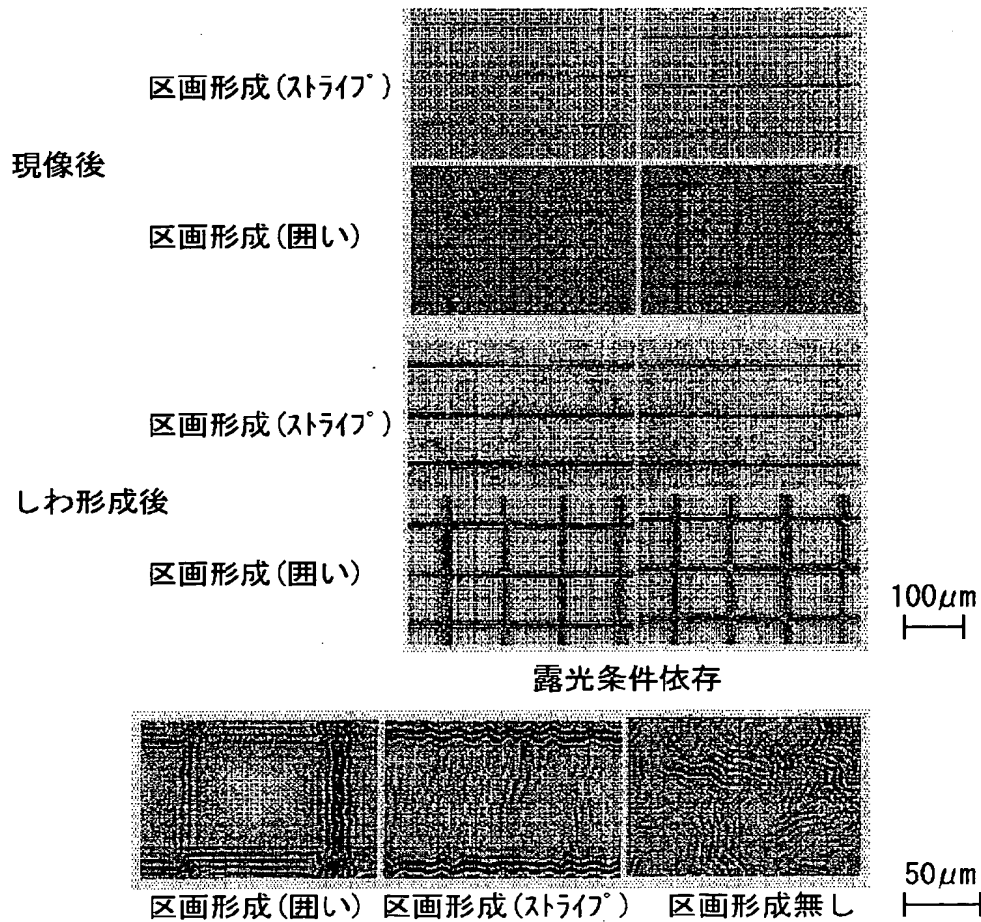 区画形成(ストライプ)
現像後
区画形成(囲い)
区画形成(ストライプ)
しわ形成後
区画形成(囲い)
100μm
露光条件依存
50μm
区画形成(囲い) 区画形成(ストライプ) 区画形成無し